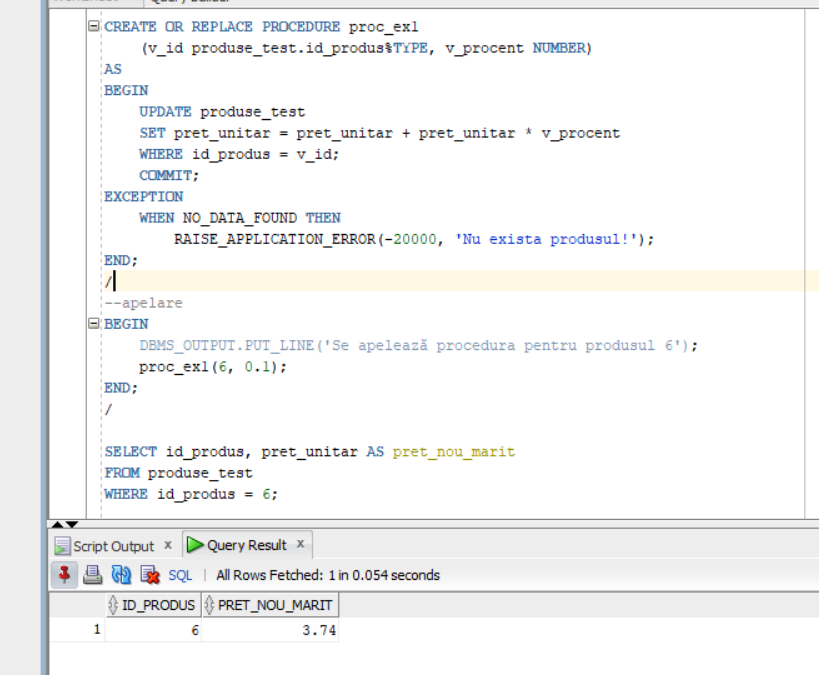 CREATE OR REPLACE PROCEDURE proc_ex1
(v_id produse_test.id_produs%TYPE, v_procent NUMBER)
AS
BEGIN
UPDATE produse_test
SET pret_unitar = pret_unitar + pret_unitar * v_procent
WHERE id_produs = v_id;
COMMIT;
EXCEPTION
WHEN NO_DATA_FOUND THEN
RAISE_APPLICATION_ERROR(-20000, 'Nu exista produsul!');
END;
/
--apelare
BEGIN
DBMS_OUTPUT.PUT_LINE('Se apelează procedura pentru produsul 6');
proc_ex1(6, 0.1);
END;
/
SELECT id_produs, pret_unitar AS pret_nou_marit
FROM produse_test
WHERE id_produs = 6;
Script Output x Query Result x
SQL | All Rows Fetched: 1 in 0.054 seconds
ID_PRODUS PRET_NOU_MARIT
1 6 3.74